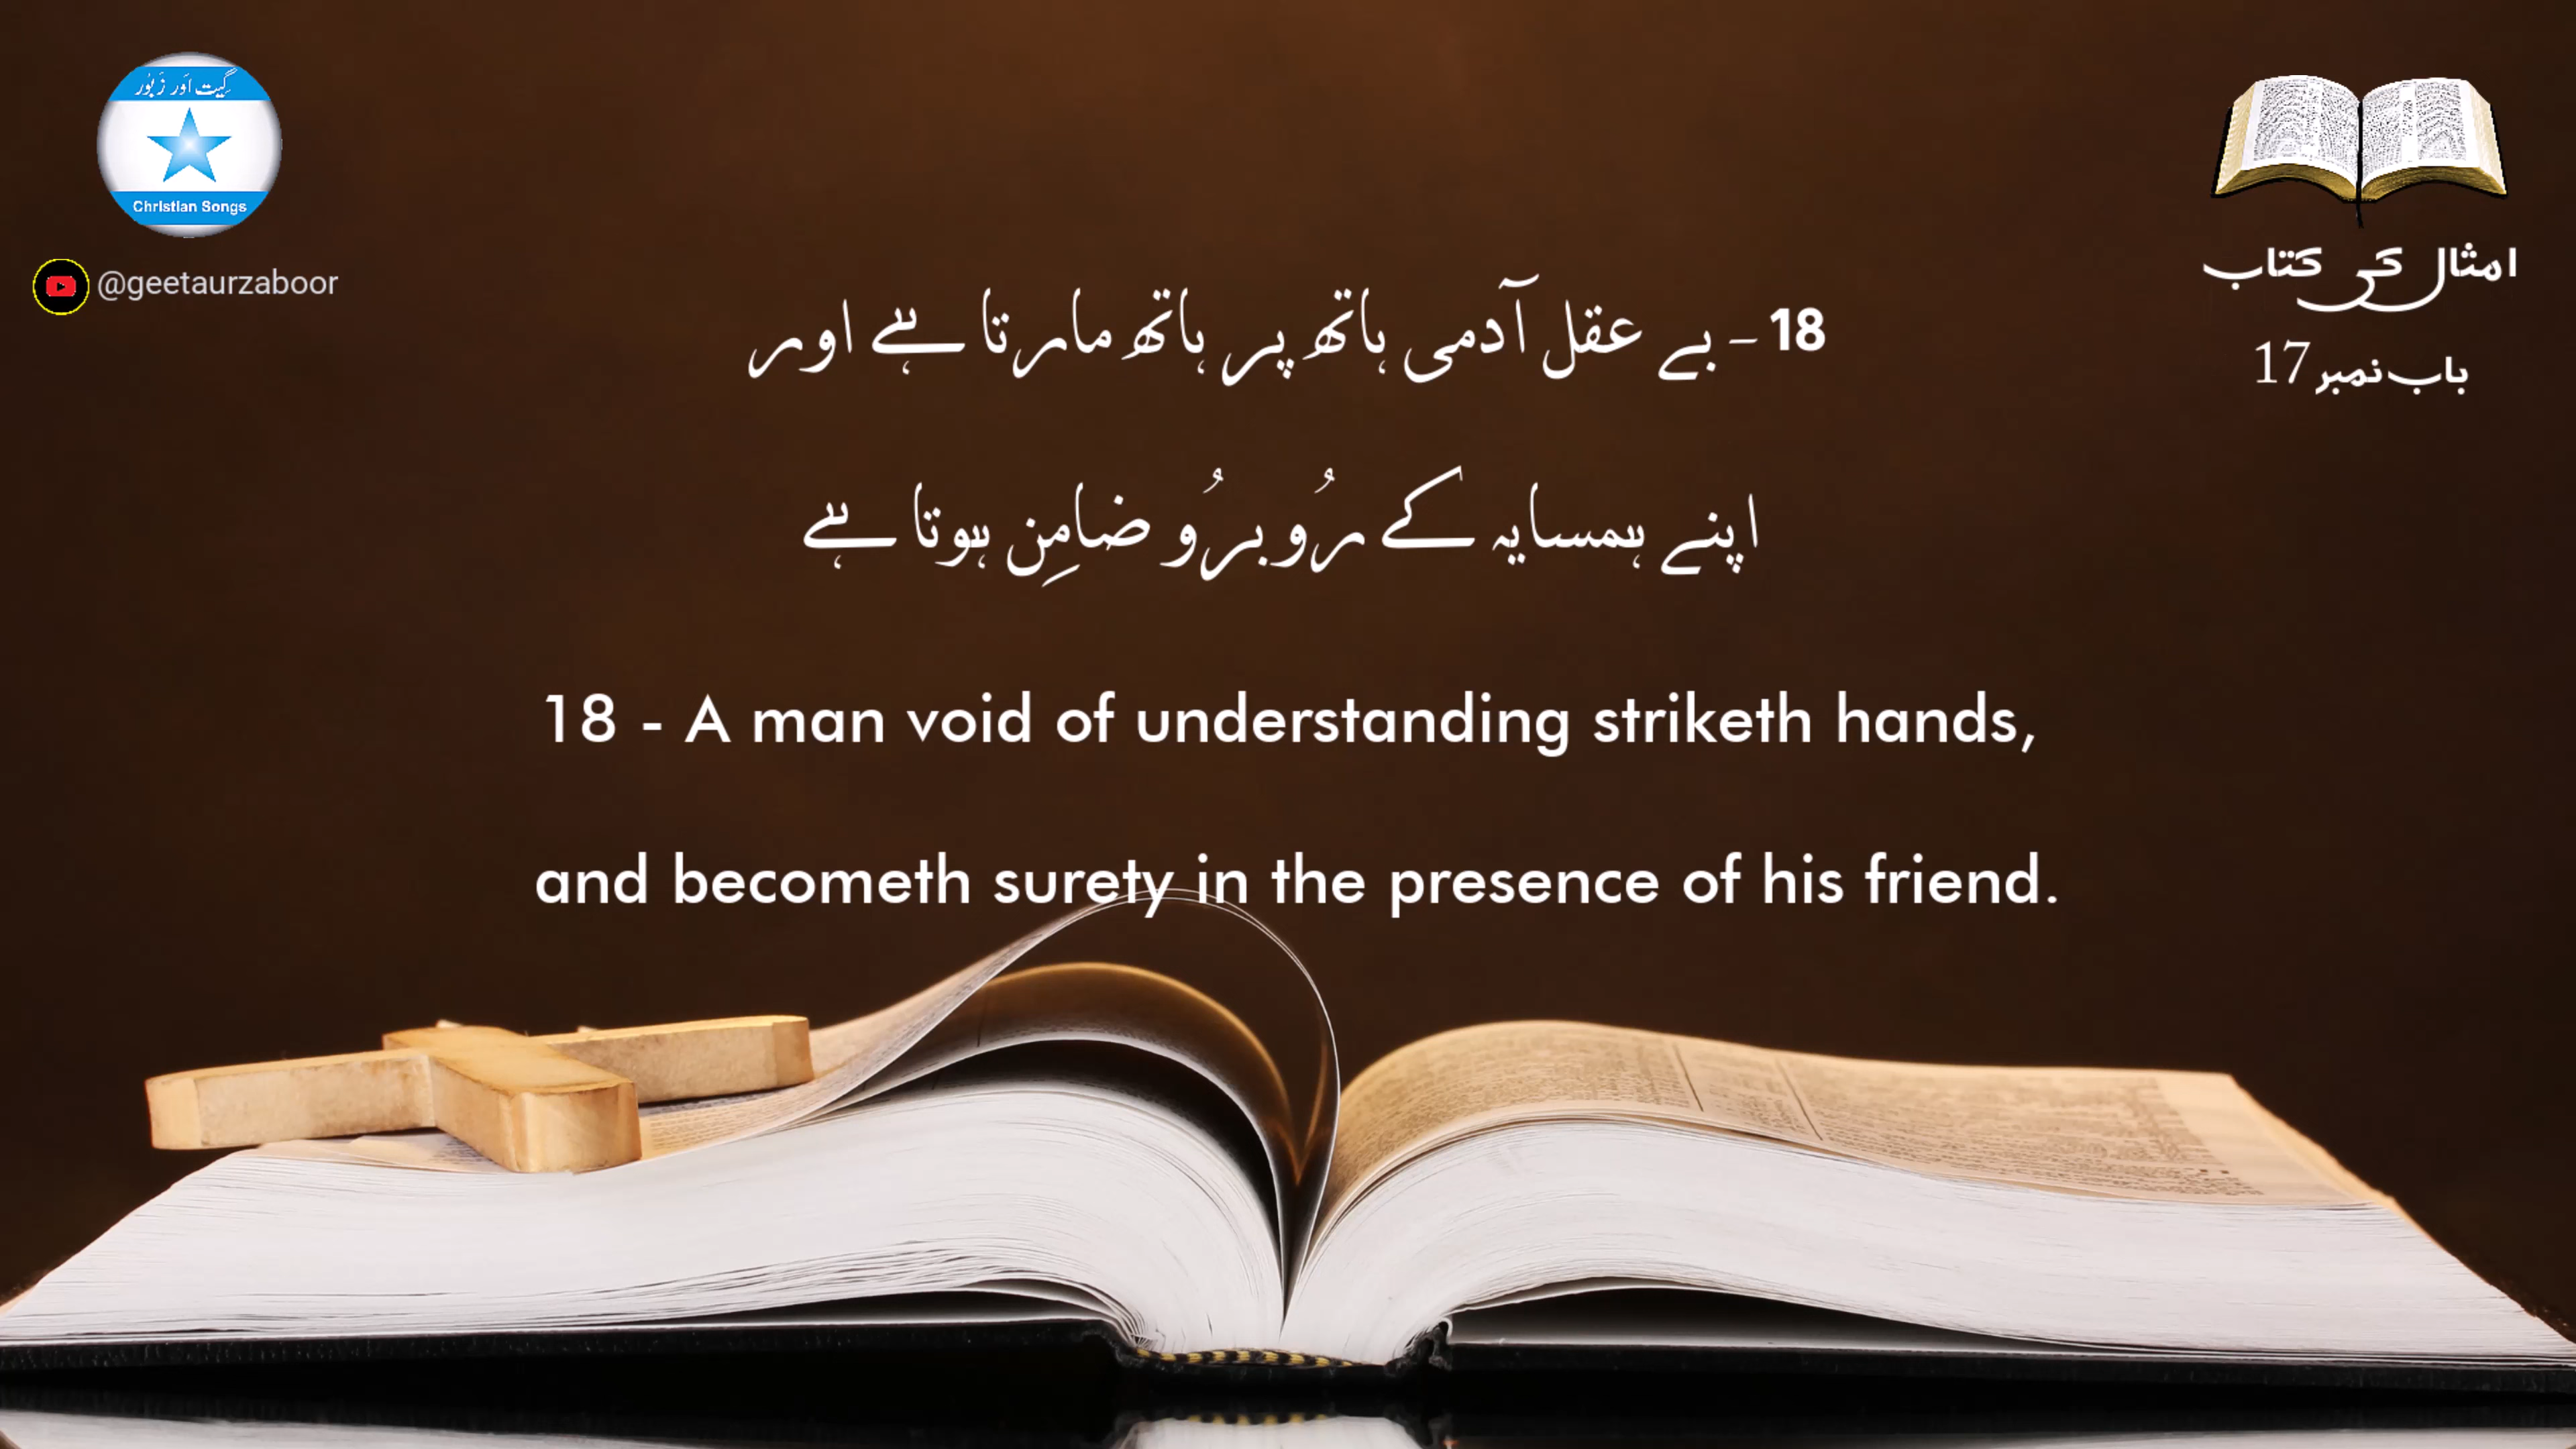 گیت اَور زبُور
Christian Songs
@geetaurzaboor
امثال کی کتاب
باب نمبر 17
18 - بے عقل آدمی ہاتھ پر ہاتھ مارتا ہے اور
اپنے ہمسایہ کے رُوبرُو ضامِن ہوتا ہے
18 - A man void of understanding striketh hands,
and becometh surety in the presence of his friend.